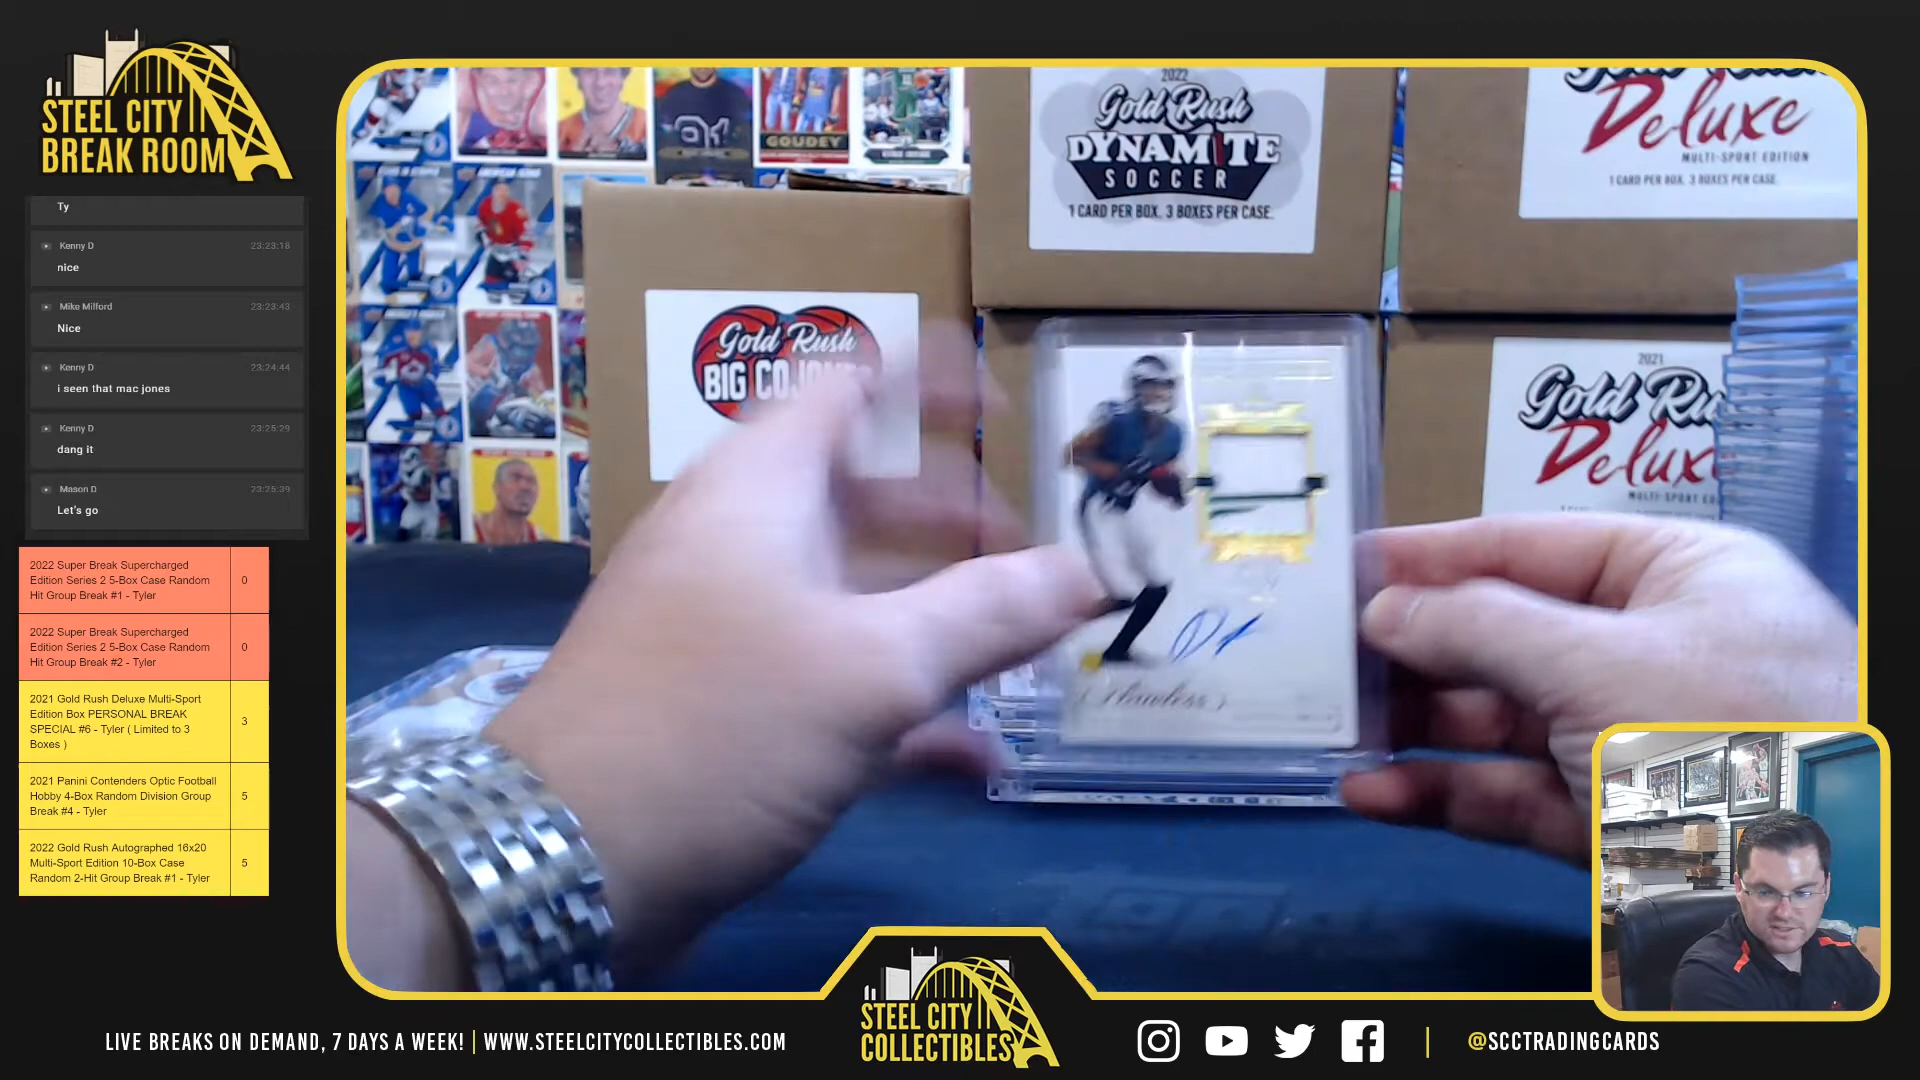 STEEL CITY
BREAK ROOM
Ty
Kenny D 23:23:18
nice
Mike Milford 23:23:43
Nice
Kenny D 23:24:44
i seen that mac jones
Kenny D 23:25:29
dang it
Mason D 23:25:39
Let's go
2022 Super Break Supercharged
Edition Series 2 5-Box Case Random
Hit Group Break #1 - Tyler
0
2022 Super Break Supercharged
Edition Series 2 5-Box Case Random
Hit Group Break #2 - Tyler
0
2021 Gold Rush Deluxe Multi-Sport
Edition Box PERSONAL BREAK
SPECIAL #6 - Tyler ( Limited to 3
Boxes )
3
2021 Panini Contenders Optic Football
Hobby 4-Box Random Division Group
Break #4 - Tyler
5
2022 Gold Rush Autographed 16x20
Multi-Sport Edition 10-Box Case
Random 2-Hit Group Break #1 - Tyler
5
91
GOUDEY
2022
Gold Rush
DYNAMITE
SOCCER
1 CARD PER BOX. 3 BOXES PER CASE.
Deluxe
MULTI-SPORT EDITION
1 CARD PER BOX. 3 BOXES PER CASE.
Gold Rush
BIG
2021
Gold Ru
Delux
MULTI-SPORT
Flawless
LIVE BREAKS ON DEMAND, 7 DAYS A WEEK! | WWW.STEELCITYCOLLECTIBLES.COM
STEEL CITY
COLLECTIBLES
@SCCTRADINGCARDS